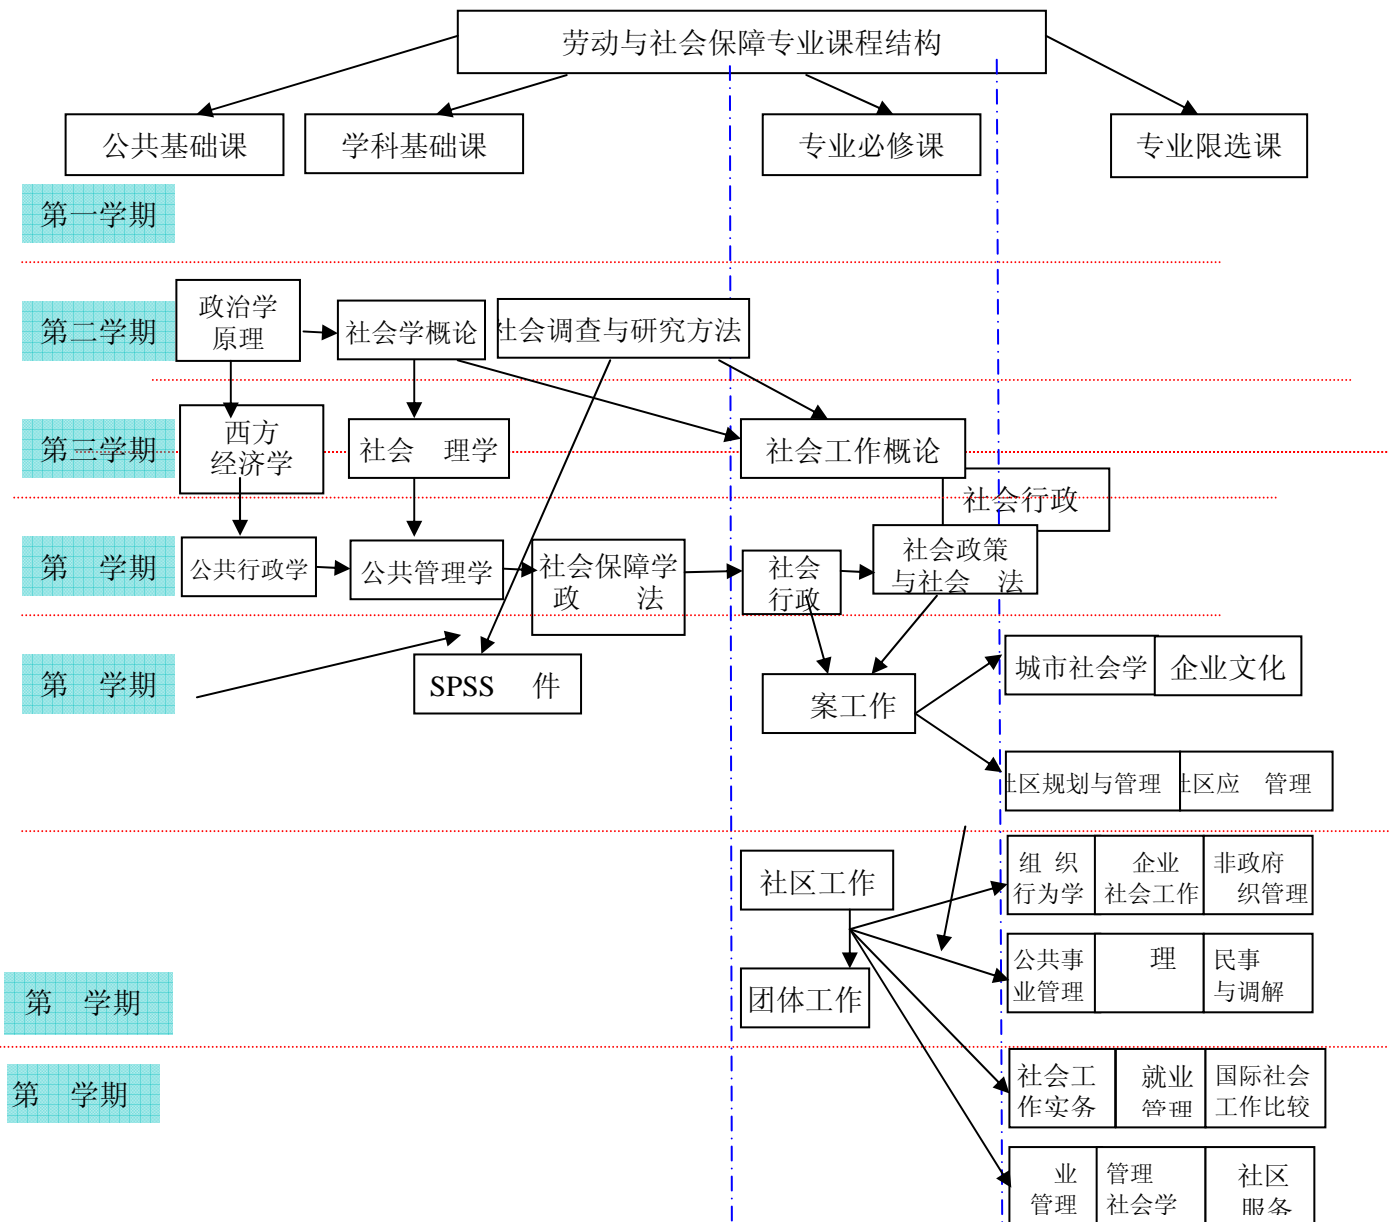 劳动与社会保障专业课程结构
公共基础课
学科基础课
专业必修课
专业限选课
第一学期
第二学期
政治学
原理
社会学概论
社会调查与研究方法
第三学期
西方
经济学
社会 理学
社会工作概论
社会行政
第 学期
公共行政学
公共管理学
社会保障学
政 法
社会
行政
社会政策
与社会 法
第 学期
SPSS 件
案工作
城市社会学
企业文化
社区规划与管理
社区应 管理
社区工作
组 织
行为学
企业
社会工作
非政府
织管理
第 学期
团体工作
公共事
业管理
理
民事
与调解
第 学期
社会工
作实务
就业
管理
国际社会
工作比较
业
管理
管理
社会学
社区
服务